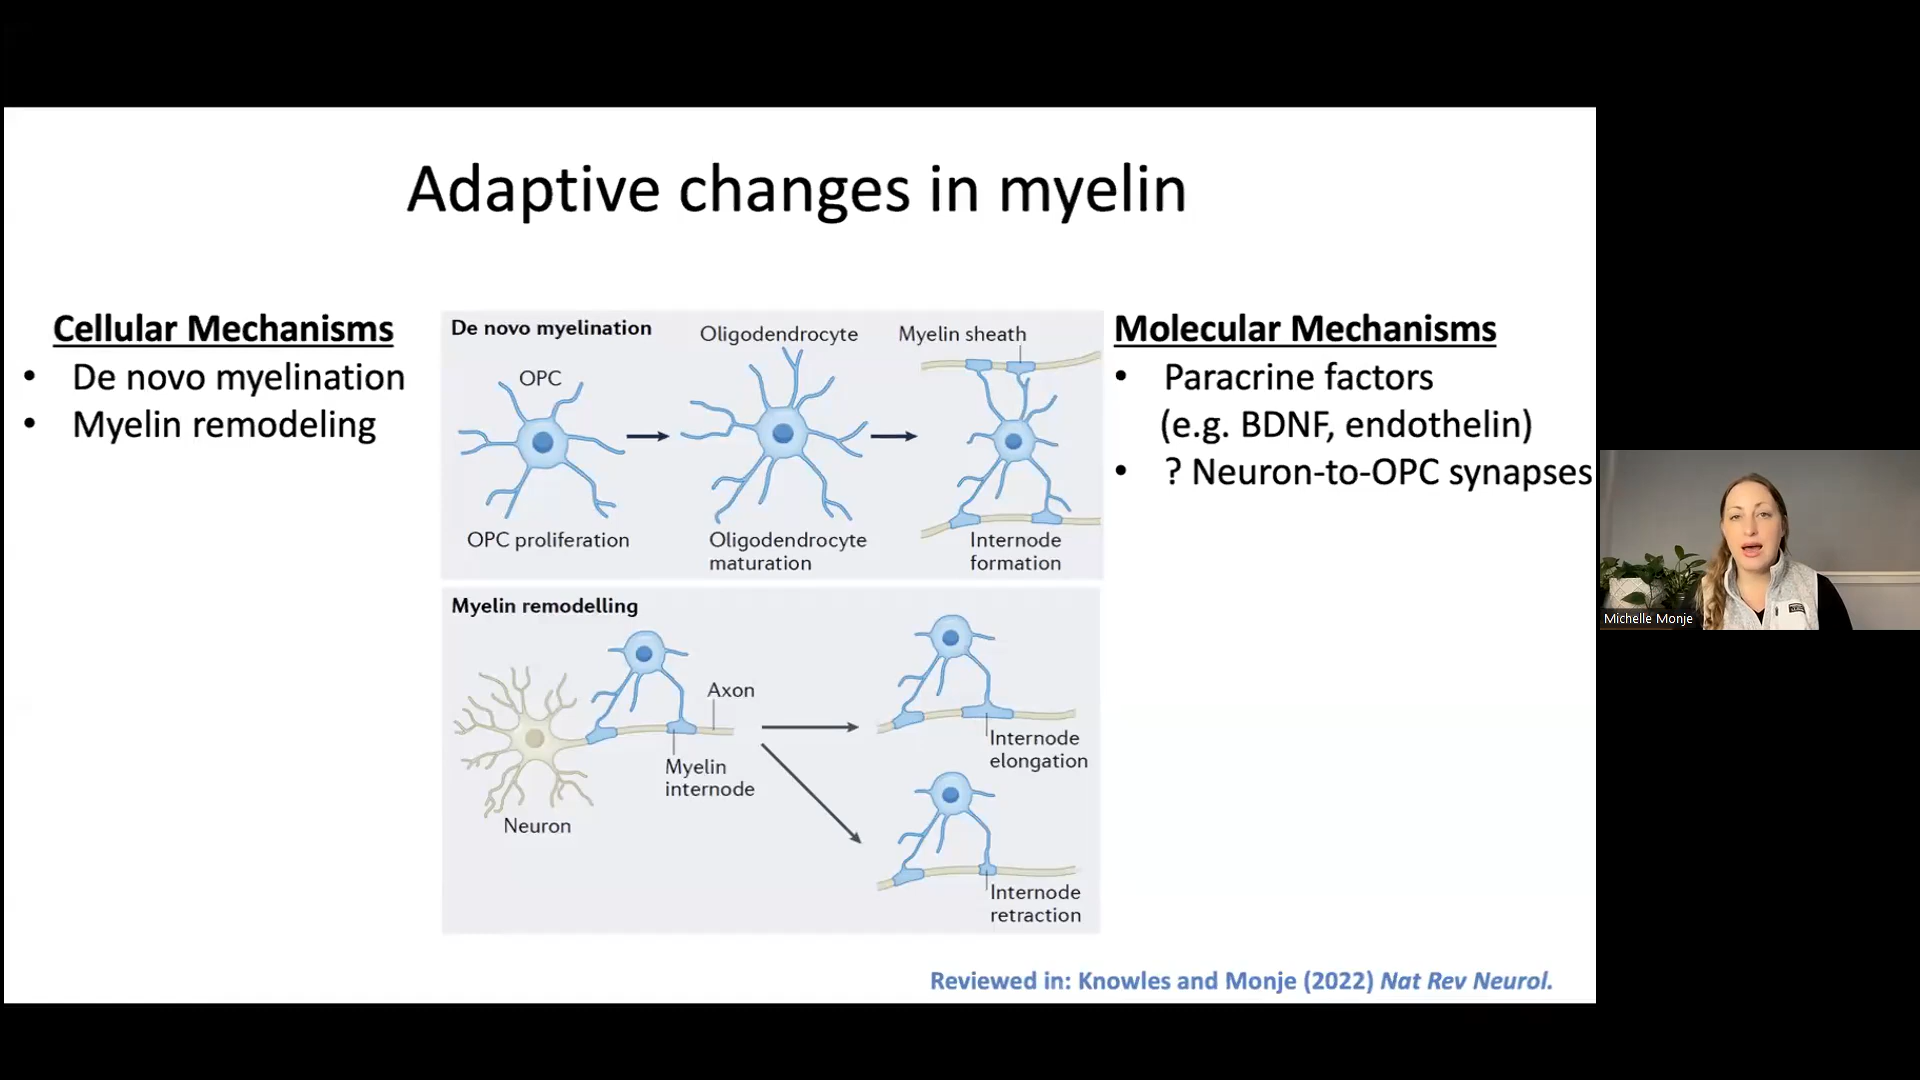 Adaptive changes in myelin
Cellular Mechanisms
• De novo myelination
• Myelin remodeling
De novo myelination
OPC
Oligodendrocyte
Myelin sheath
OPC proliferation
Oligodendrocyte
maturation
Internode
formation
Myelin remodelling
Axon
Myelin
internode
Neuron
Internode
elongation
Internode
retraction
Molecular Mechanisms
• Paracrine factors
(e.g. BDNF, endothelin)
• ? Neuron-to-OPC synapses
Reviewed in: Knowles and Monje (2022) Nat Rev Neurol.
Michelle Monje